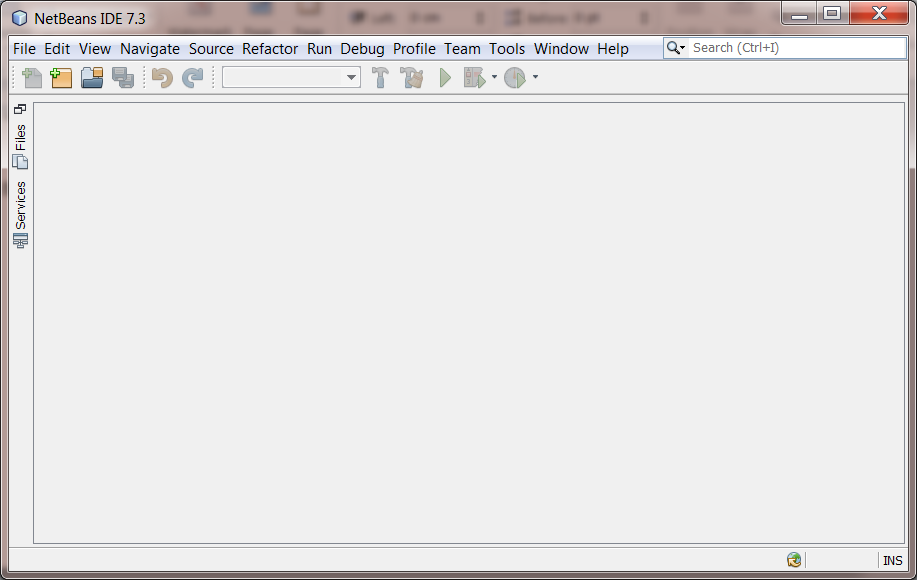 NetBeans IDE 7.3
File Edit View Navigate Source Refactor Run Debug Profile Team Tools Window Help Search (Ctrl+I)
Files
Services
INS